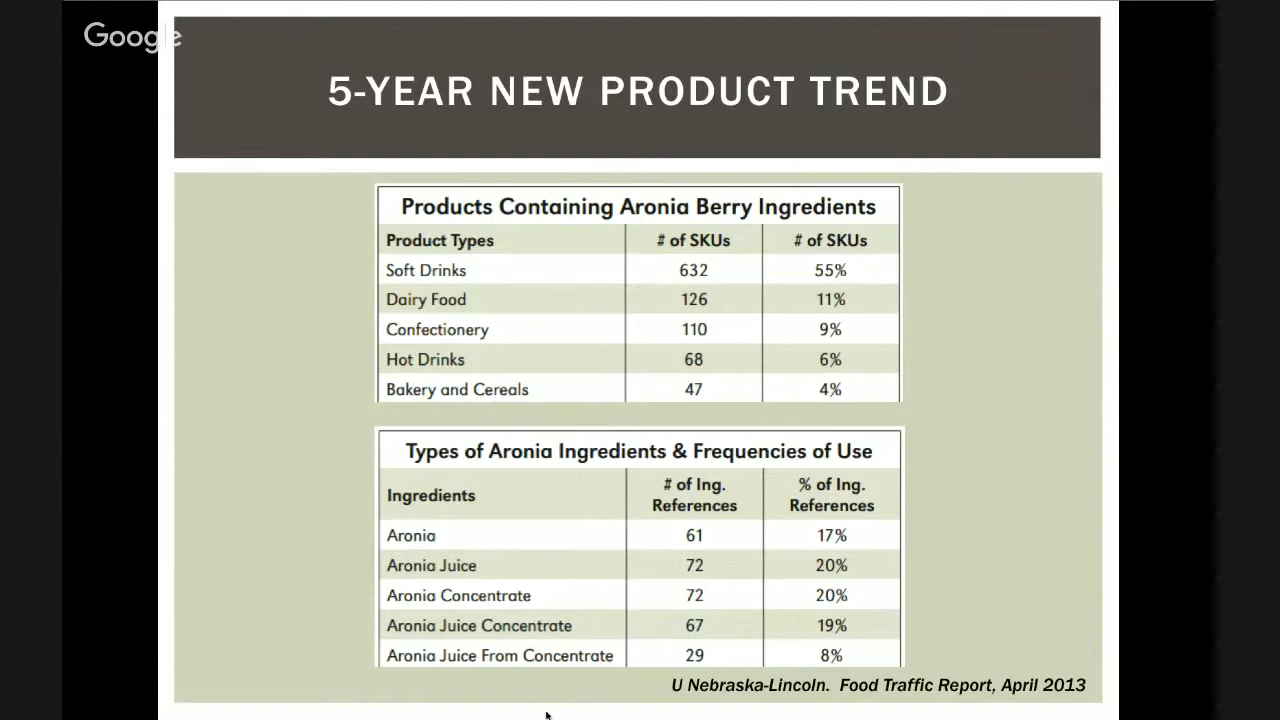 Google
5-YEAR NEW PRODUCT TREND
Products Containing Aronia Berry Ingredients
Product Types # of SKUs # of SKUs
Soft Drinks 632 55%
Dairy Food 126 11%
Confectionery 110 9%
Hot Drinks 68 6%
Bakery and Cereals 47 4%
Types of Aronia Ingredients & Frequencies of Use
Ingredients # of Ing. References % of Ing. References
Aronia 61 17%
Aronia Juice 72 20%
Aronia Concentrate 72 20%
Aronia Juice Concentrate 67 19%
Aronia Juice From Concentrate 29 8%
U Nebraska-Lincoln. Food Traffic Report, April 2013